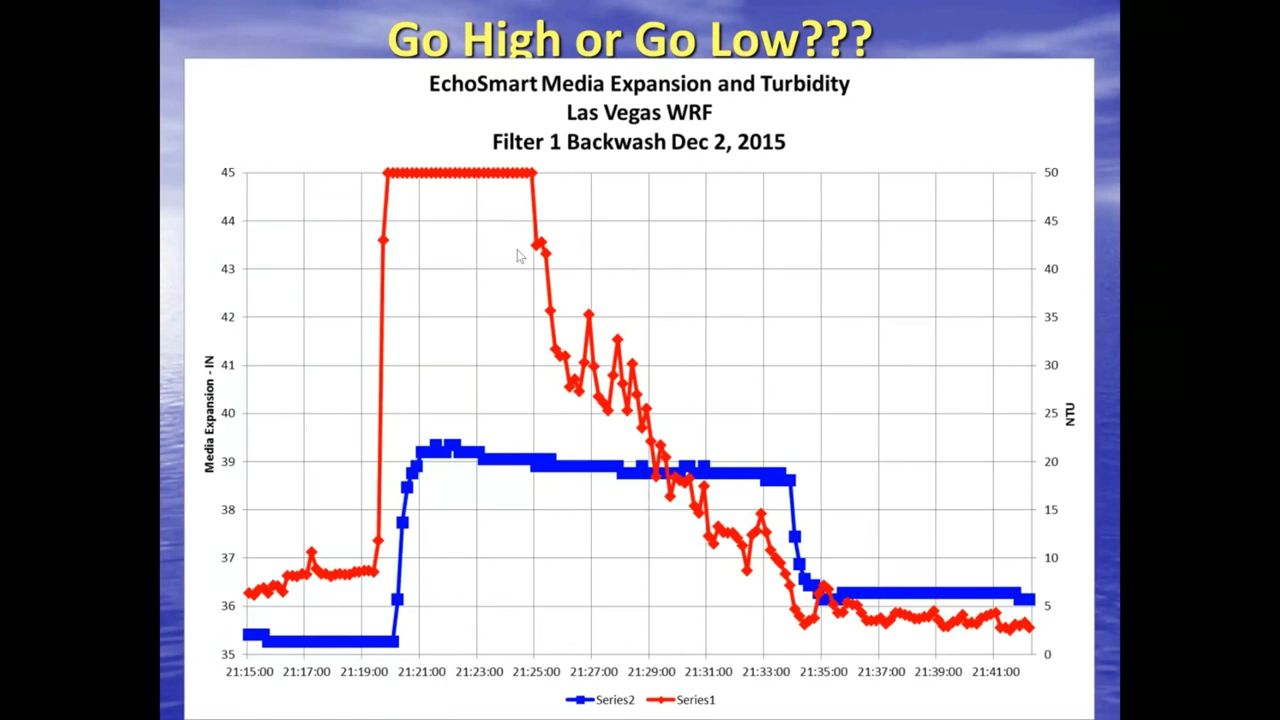 Go High or Go Low???
EchoSmart Media Expansion and Turbidity
Las Vegas WRF
Filter 1 Backwash Dec 2, 2015
45
44
43
42
41
40
39
38
37
36
35
Media Expansion - IN
50
45
40
35
30
25
20
15
10
5
0
NTU
21:15:00 21:17:00 21:19:00 21:21:00 21:23:00 21:25:00 21:27:00 21:29:00 21:31:00 21:33:00 21:35:00 21:37:00 21:39:00 21:41:00
Series2 Series1